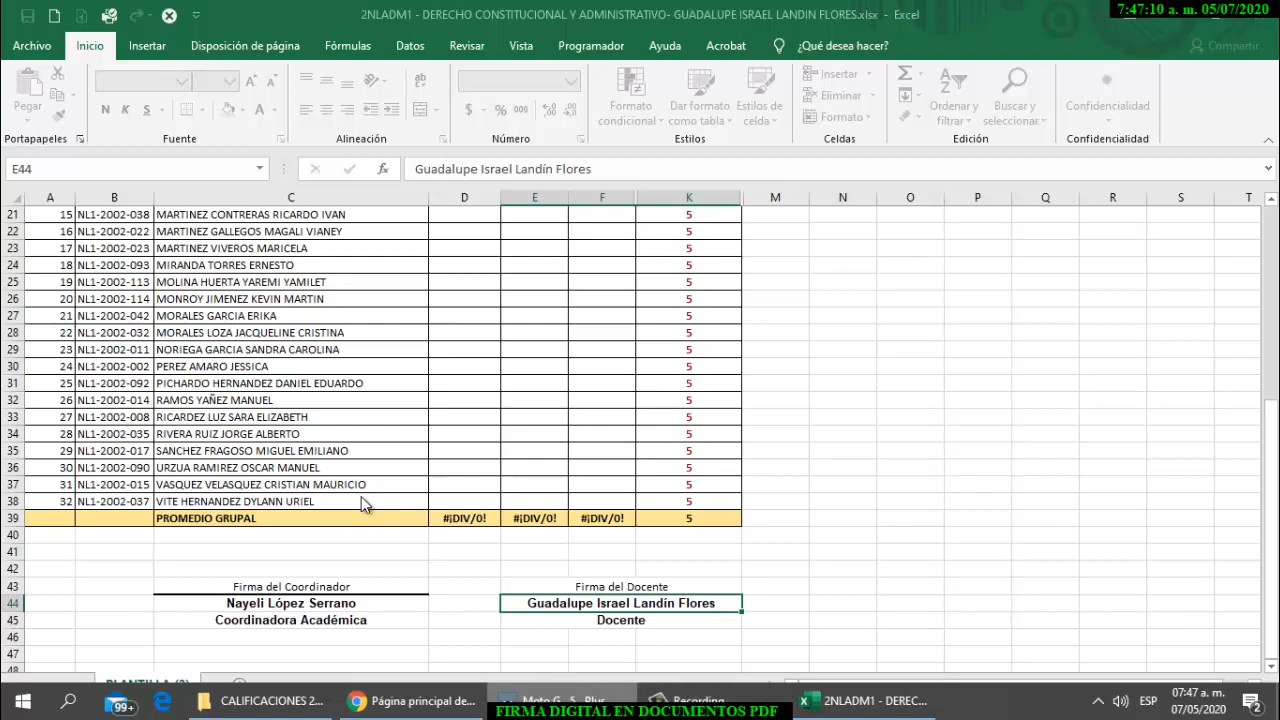 2NLADM1 - DERECHO CONSTITUCIONAL Y ADMINISTRATIVO- GUADALUPE ISRAEL LANDIN FLORES.xlsx - Excel
7:47:10 a. m. 05/07/2020
Archivo Inicio Insertar Disposición de página Fórmulas Datos Revisar Vista Programador Ayuda Acrobat ¿Qué desea hacer? Compartir
Pegar
N K S
$ % 000
Formato condicional
Dar formato como tabla
Estilos de celda
Insertar
Eliminar
Formato
Ordenar y filtrar
Buscar y seleccionar
Confidencialidad
Portapapeles Fuente Alineación Número Estilos Celdas Edición Confidencialidad
E44 fx Guadalupe Israel Landín Flores
A B C D E F K M N O P Q R S T
21 15 NL1-2002-038 MARTINEZ CONTRERAS RICARDO IVAN 5
22 16 NL1-2002-022 MARTINEZ GALLEGOS MAGALI VIANEY 5
23 17 NL1-2002-023 MARTINEZ VIVEROS MARICELA 5
24 18 NL1-2002-093 MIRANDA TORRES ERNESTO 5
25 19 NL1-2002-113 MOLINA HUERTA YAREMI YAMILET 5
26 20 NL1-2002-114 MONROY JIMENEZ KEVIN MARTIN 5
27 21 NL1-2002-042 MORALES GARCIA ERIKA 5
28 22 NL1-2002-032 MORALES LOZA JACQUELINE CRISTINA 5
29 23 NL1-2002-011 NORIEGA GARCIA SANDRA CAROLINA 5
30 24 NL1-2002-002 PEREZ AMARO JESSICA 5
31 25 NL1-2002-092 PICHARDO HERNANDEZ DANIEL EDUARDO 5
32 26 NL1-2002-014 RAMOS YAÑEZ MANUEL 5
33 27 NL1-2002-008 RICARDEZ LUZ SARA ELIZABETH 5
34 28 NL1-2002-035 RIVERA RUIZ JORGE ALBERTO 5
35 29 NL1-2002-017 SANCHEZ FRAGOSO MIGUEL EMILIANO 5
36 30 NL1-2002-090 URZUA RAMIREZ OSCAR MANUEL 5
37 31 NL1-2002-015 VASQUEZ VELASQUEZ CRISTIAN MAURICIO 5
38 32 NL1-2002-037 VITE HERNANDEZ DYLANN URIEL 5
39 PROMEDIO GRUPAL #¡DIV/0! #¡DIV/0! #¡DIV/0! 5
40
41
42
43 Firma del Coordinador Firma del Docente
44 Nayeli López Serrano Guadalupe Israel Landín Flores
45 Coordinadora Académica Docente
46
47
48
PLANTILLA (2)
99+ CALIFICACIONES 2... Página principal de... Moto G_5_Plus Recording... 2NLADM1 - DEREC... ESP 07:47 a. m.
07/05/2020 2
FIRMA DIGITAL EN DOCUMENTOS PDF